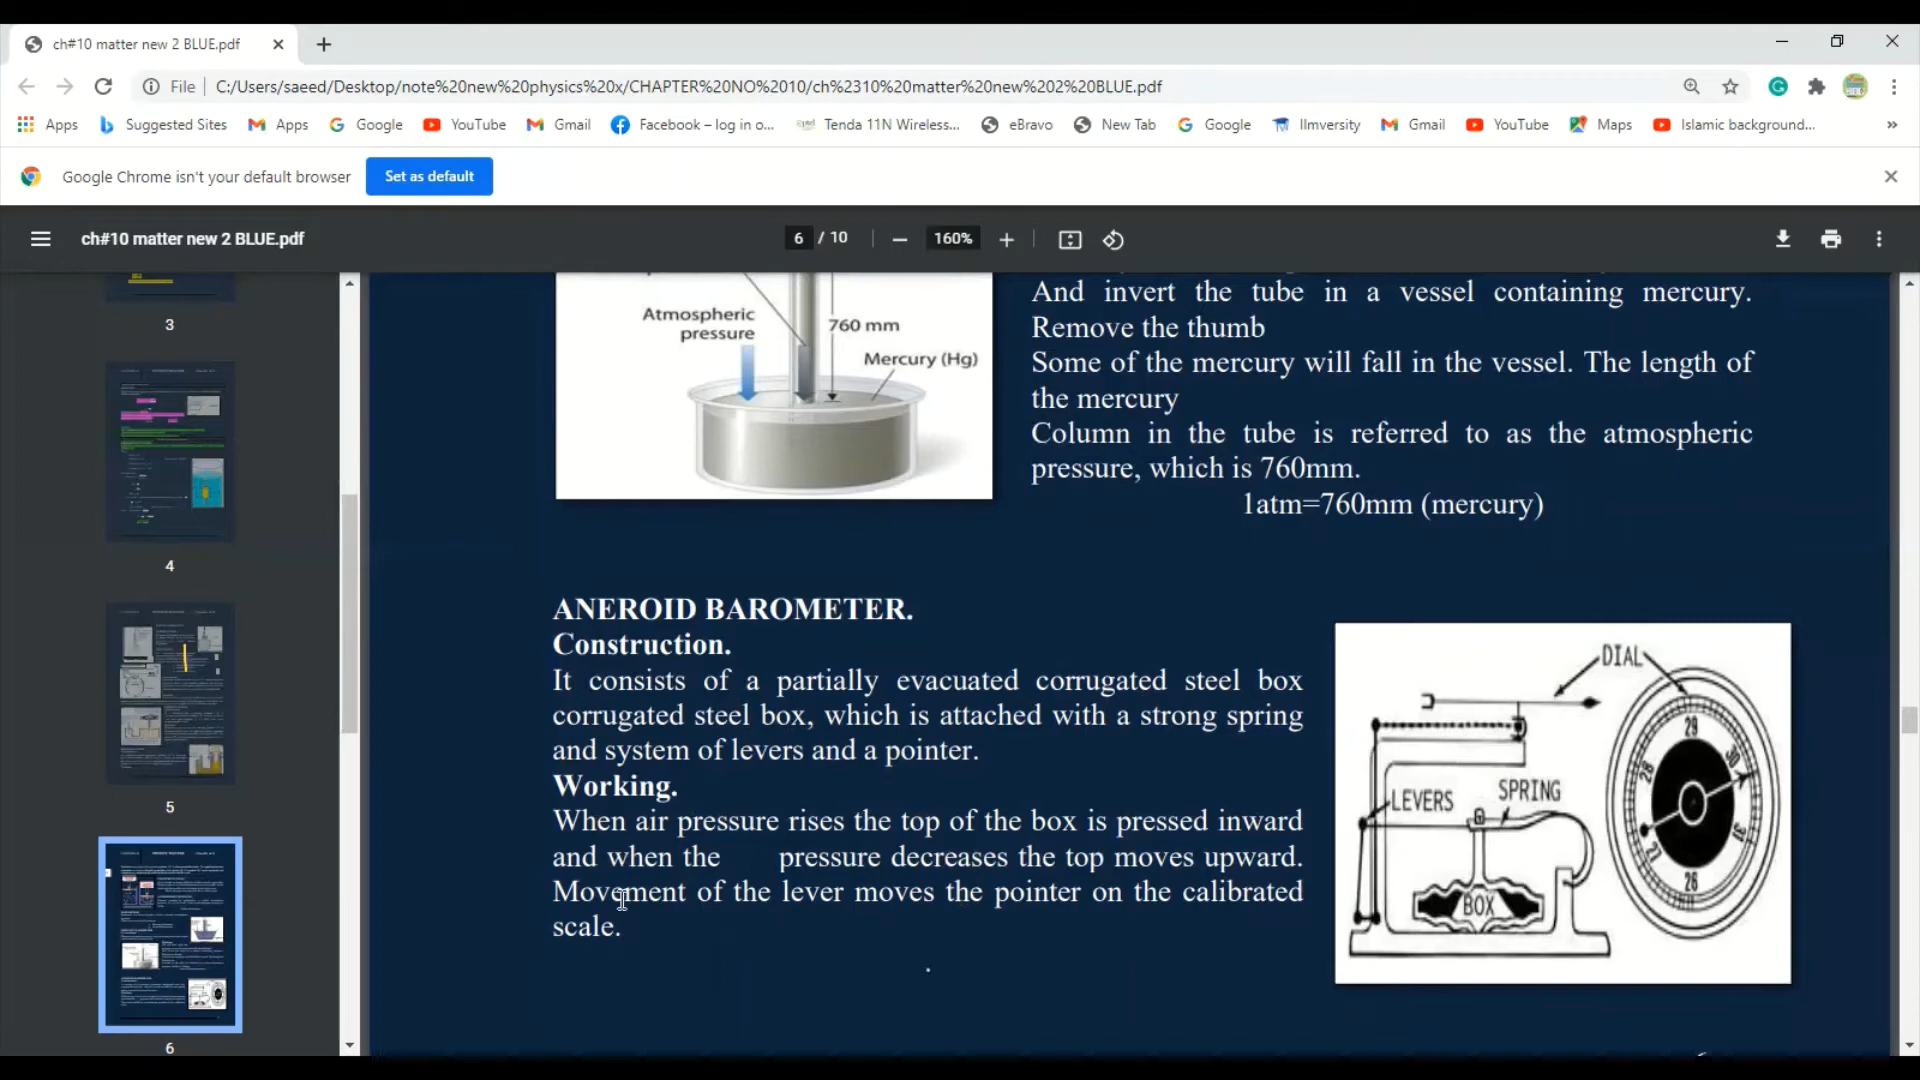 ch#10 matter new 2 BLUE.pdf
File
C:/Users/saeed/Desktop/note%20new%20physics%20x/CHAPTER%20NO%2010/ch%2310%20matter%20new%202%20BLUE.pdf
Apps
Suggested Sites
Apps
Google
YouTube
Gmail
Facebook – log in o...
Tenda 11N Wireless...
eBravo
New Tab
Google
Ilmversity
Gmail
YouTube
Maps
Islamic background...
»
Google Chrome isn't your default browser
Set as default
ch#10 matter new 2 BLUE.pdf
6 / 10
160%
3
4
5
6
Atmospheric
pressure
760 mm
Mercury (Hg)
And invert the tube in a vessel containing mercury.
Remove the thumb
Some of the mercury will fall in the vessel. The length of
the mercury
Column in the tube is referred to as the atmospheric
pressure, which is 760mm.
1atm=760mm (mercury)
ANEROID BAROMETER.
Construction.
It consists of a partially evacuated corrugated steel box
corrugated steel box, which is attached with a strong spring
and system of levers and a pointer.
Working.
When air pressure rises the top of the box is pressed inward
and when the pressure decreases the top moves upward.
Movement of the lever moves the pointer on the calibrated
scale.
DIAL
LEVERS
SPRING
BOX
29
30
31
26
27
28